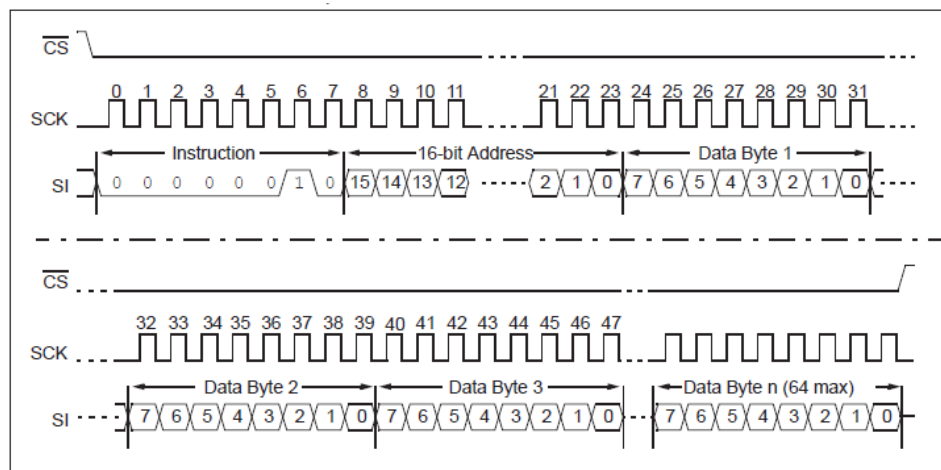 CS
0 1 2 3 4 5 6 7 8 9 10 11 21 22 23 24 25 26 27 28 29 30 31
SCK
Instruction 16-bit Address Data Byte 1
SI 0 0 0 0 0 0 1 0 15 14 13 12 2 1 0 7 6 5 4 3 2 1 0
CS
32 33 34 35 36 37 38 39 40 41 42 43 44 45 46 47
SCK
Data Byte 2 Data Byte 3 Data Byte n (64 max)
SI 7 6 5 4 3 2 1 0 7 6 5 4 3 2 1 0 7 6 5 4 3 2 1 0